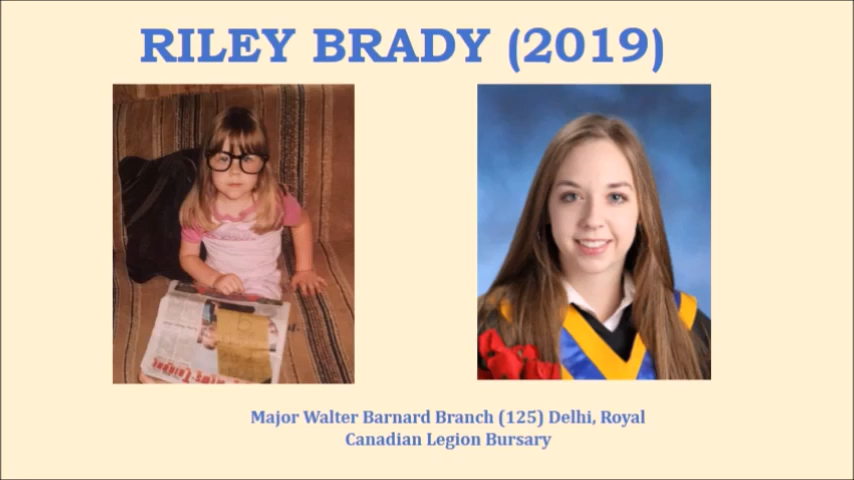 RILEY BRADY (2019)
Major Walter Barnard Branch (125) Delhi, Royal
Canadian Legion Bursary